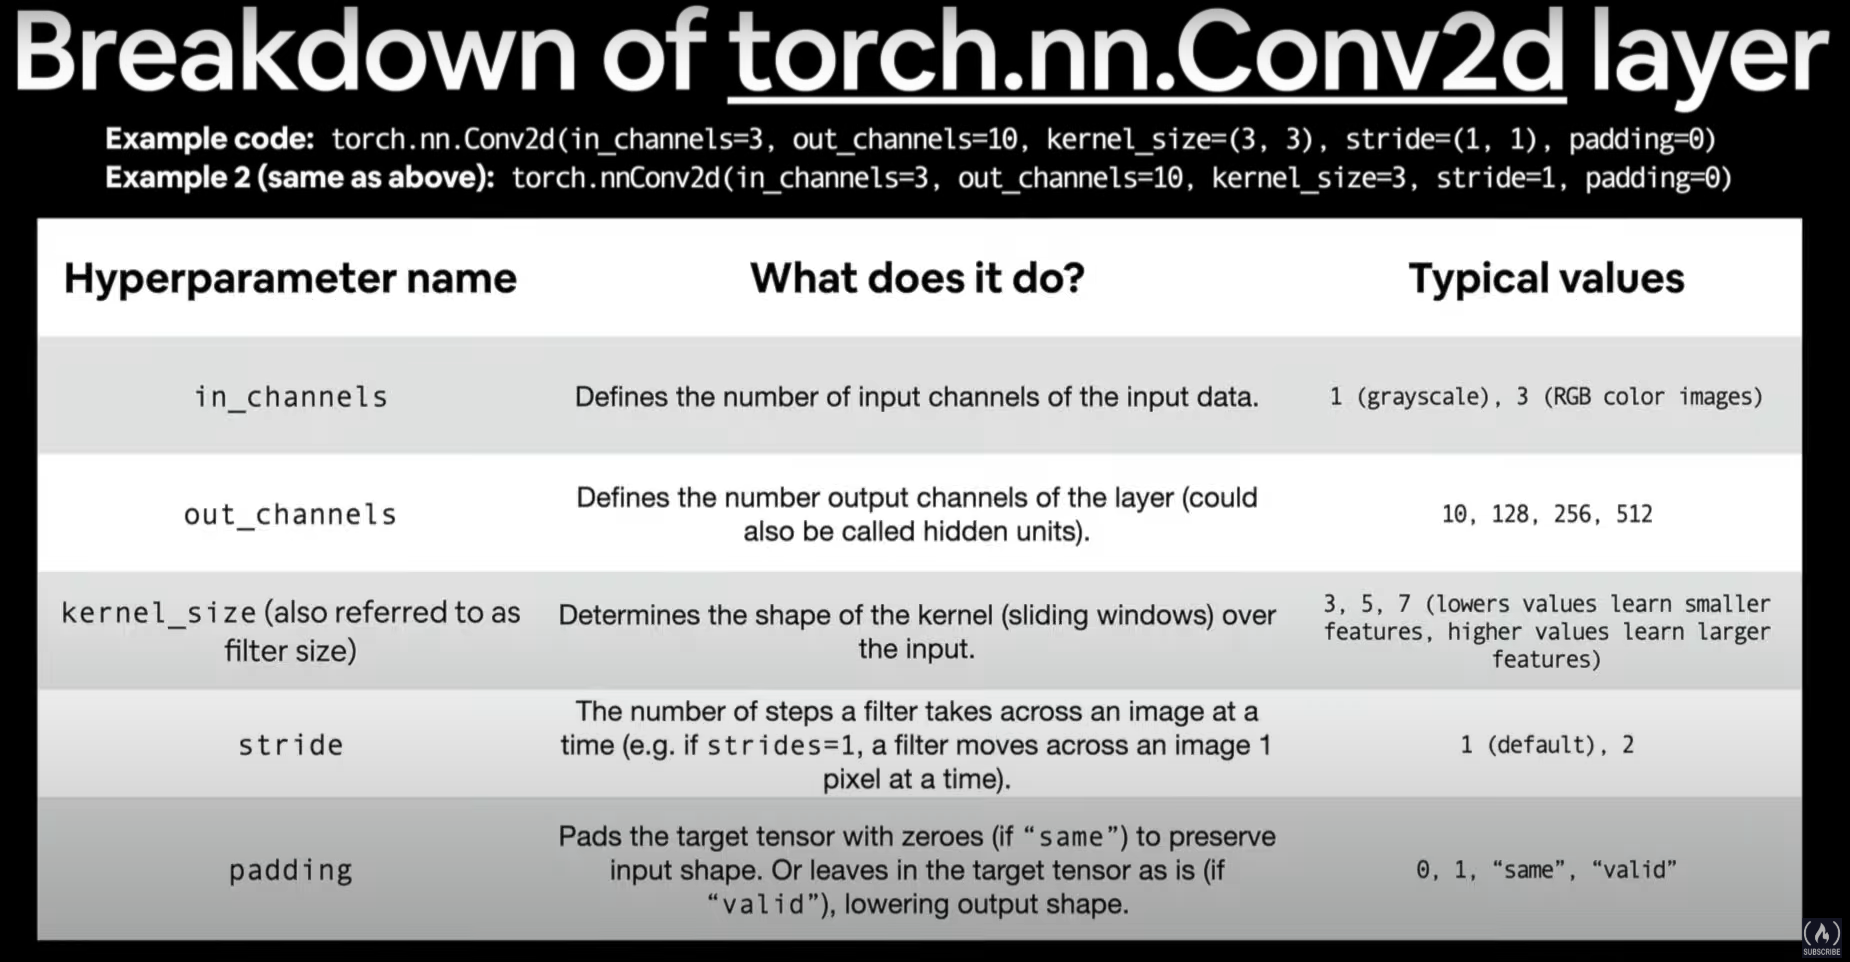 Breakdown of torch.nn.Conv2d layer
Example code: torch.nn.Conv2d(in_channels=3, out_channels=10, kernel_size=(3, 3), stride=(1, 1), padding=0)
Example 2 (same as above): torch.nnConv2d(in_channels=3, out_channels=10, kernel_size=3, stride=1, padding=0)
Hyperparameter name
What does it do?
Typical values
in_channels
Defines the number of input channels of the input data.
1 (grayscale), 3 (RGB color images)
out_channels
Defines the number output channels of the layer (could
also be called hidden units).
10, 128, 256, 512
kernel_size (also referred to as
filter size)
Determines the shape of the kernel (sliding windows) over
the input.
3, 5, 7 (lowers values learn smaller
features, higher values learn larger
features)
stride
The number of steps a filter takes across an image at a
time (e.g. if strides=1, a filter moves across an image 1
pixel at a time).
1 (default), 2
padding
Pads the target tensor with zeroes (if “same”) to preserve
input shape. Or leaves in the target tensor as is (if
“valid”), lowering output shape.
0, 1, “same”, “valid”
SUBSCRIBE